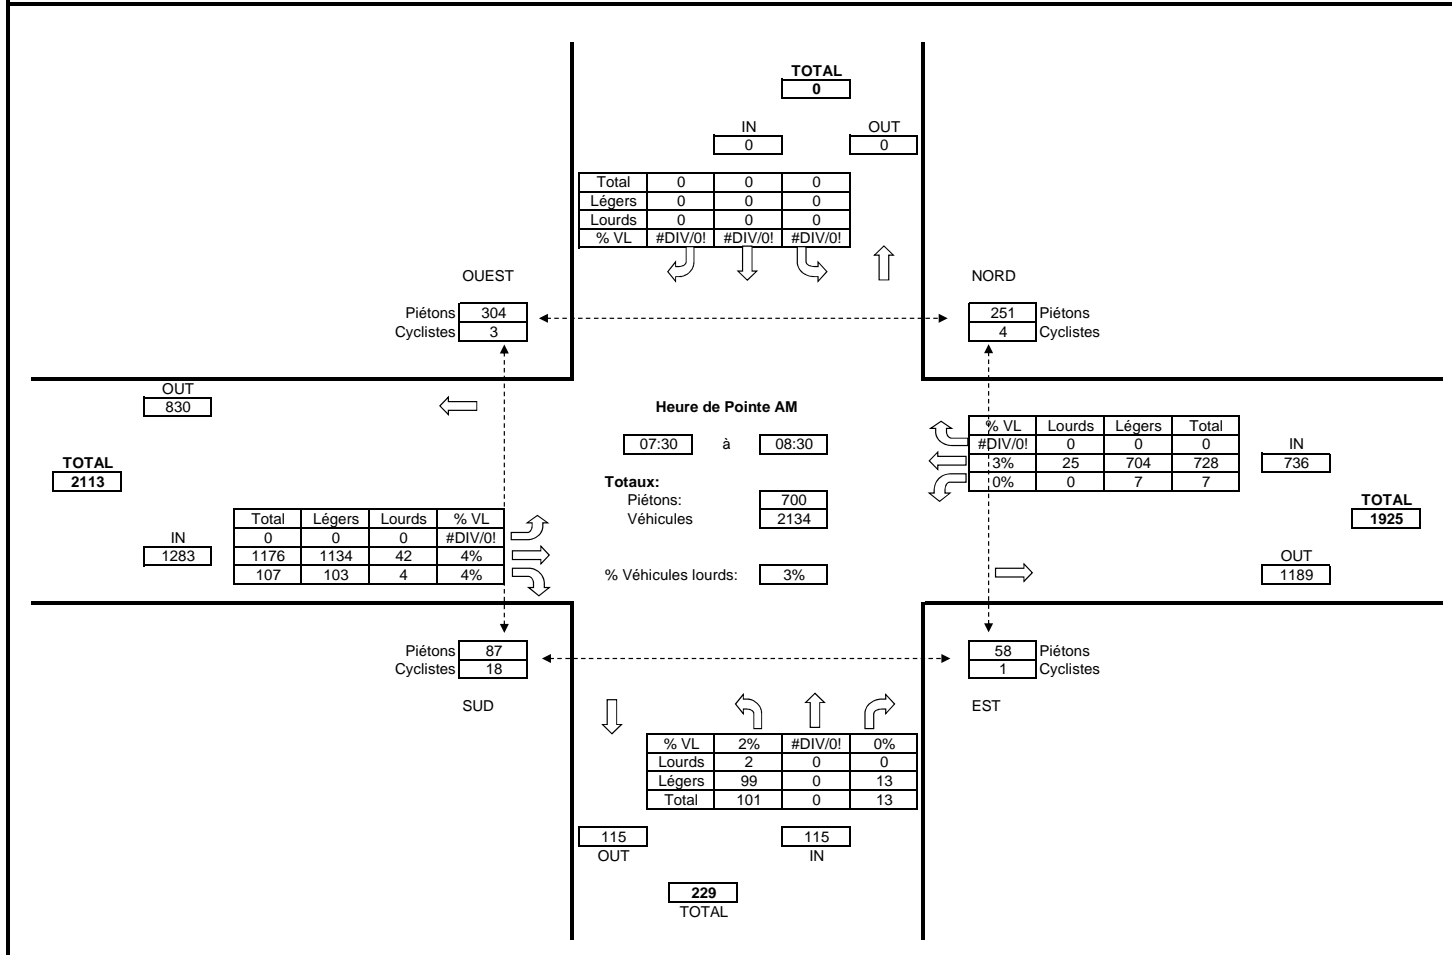 TOTAL
0
IN OUT
0 0
Total 0 0 0
Légers 0 0 0
Lourds 0 0 0
% VL #DIV/0! #DIV/0! #DIV/0!
OUEST NORD
Piétons 304 251 Piétons
Cyclistes 3 4 Cyclistes
OUT
830
Heure de Pointe AM
07:30 à 08:30
% VL Lourds Légers Total
#DIV/0! 0 0 0
3% 25 704 728
0% 0 7 7
IN
736
TOTAL
2113
Totaux:
Piétons: 700
Véhicules 2134
TOTAL
1925
Total Légers Lourds % VL
0 0 0 #DIV/0!
1176 1134 42 4%
107 103 4 4%
IN
1283
% Véhicules lourds: 3%
OUT
1189
Piétons 87 58 Piétons
Cyclistes 18 1 Cyclistes
SUD EST
% VL 2% #DIV/0! 0%
Lourds 2 0 0
Légers 99 0 13
Total 101 0 13
115 115
OUT IN
229
TOTAL